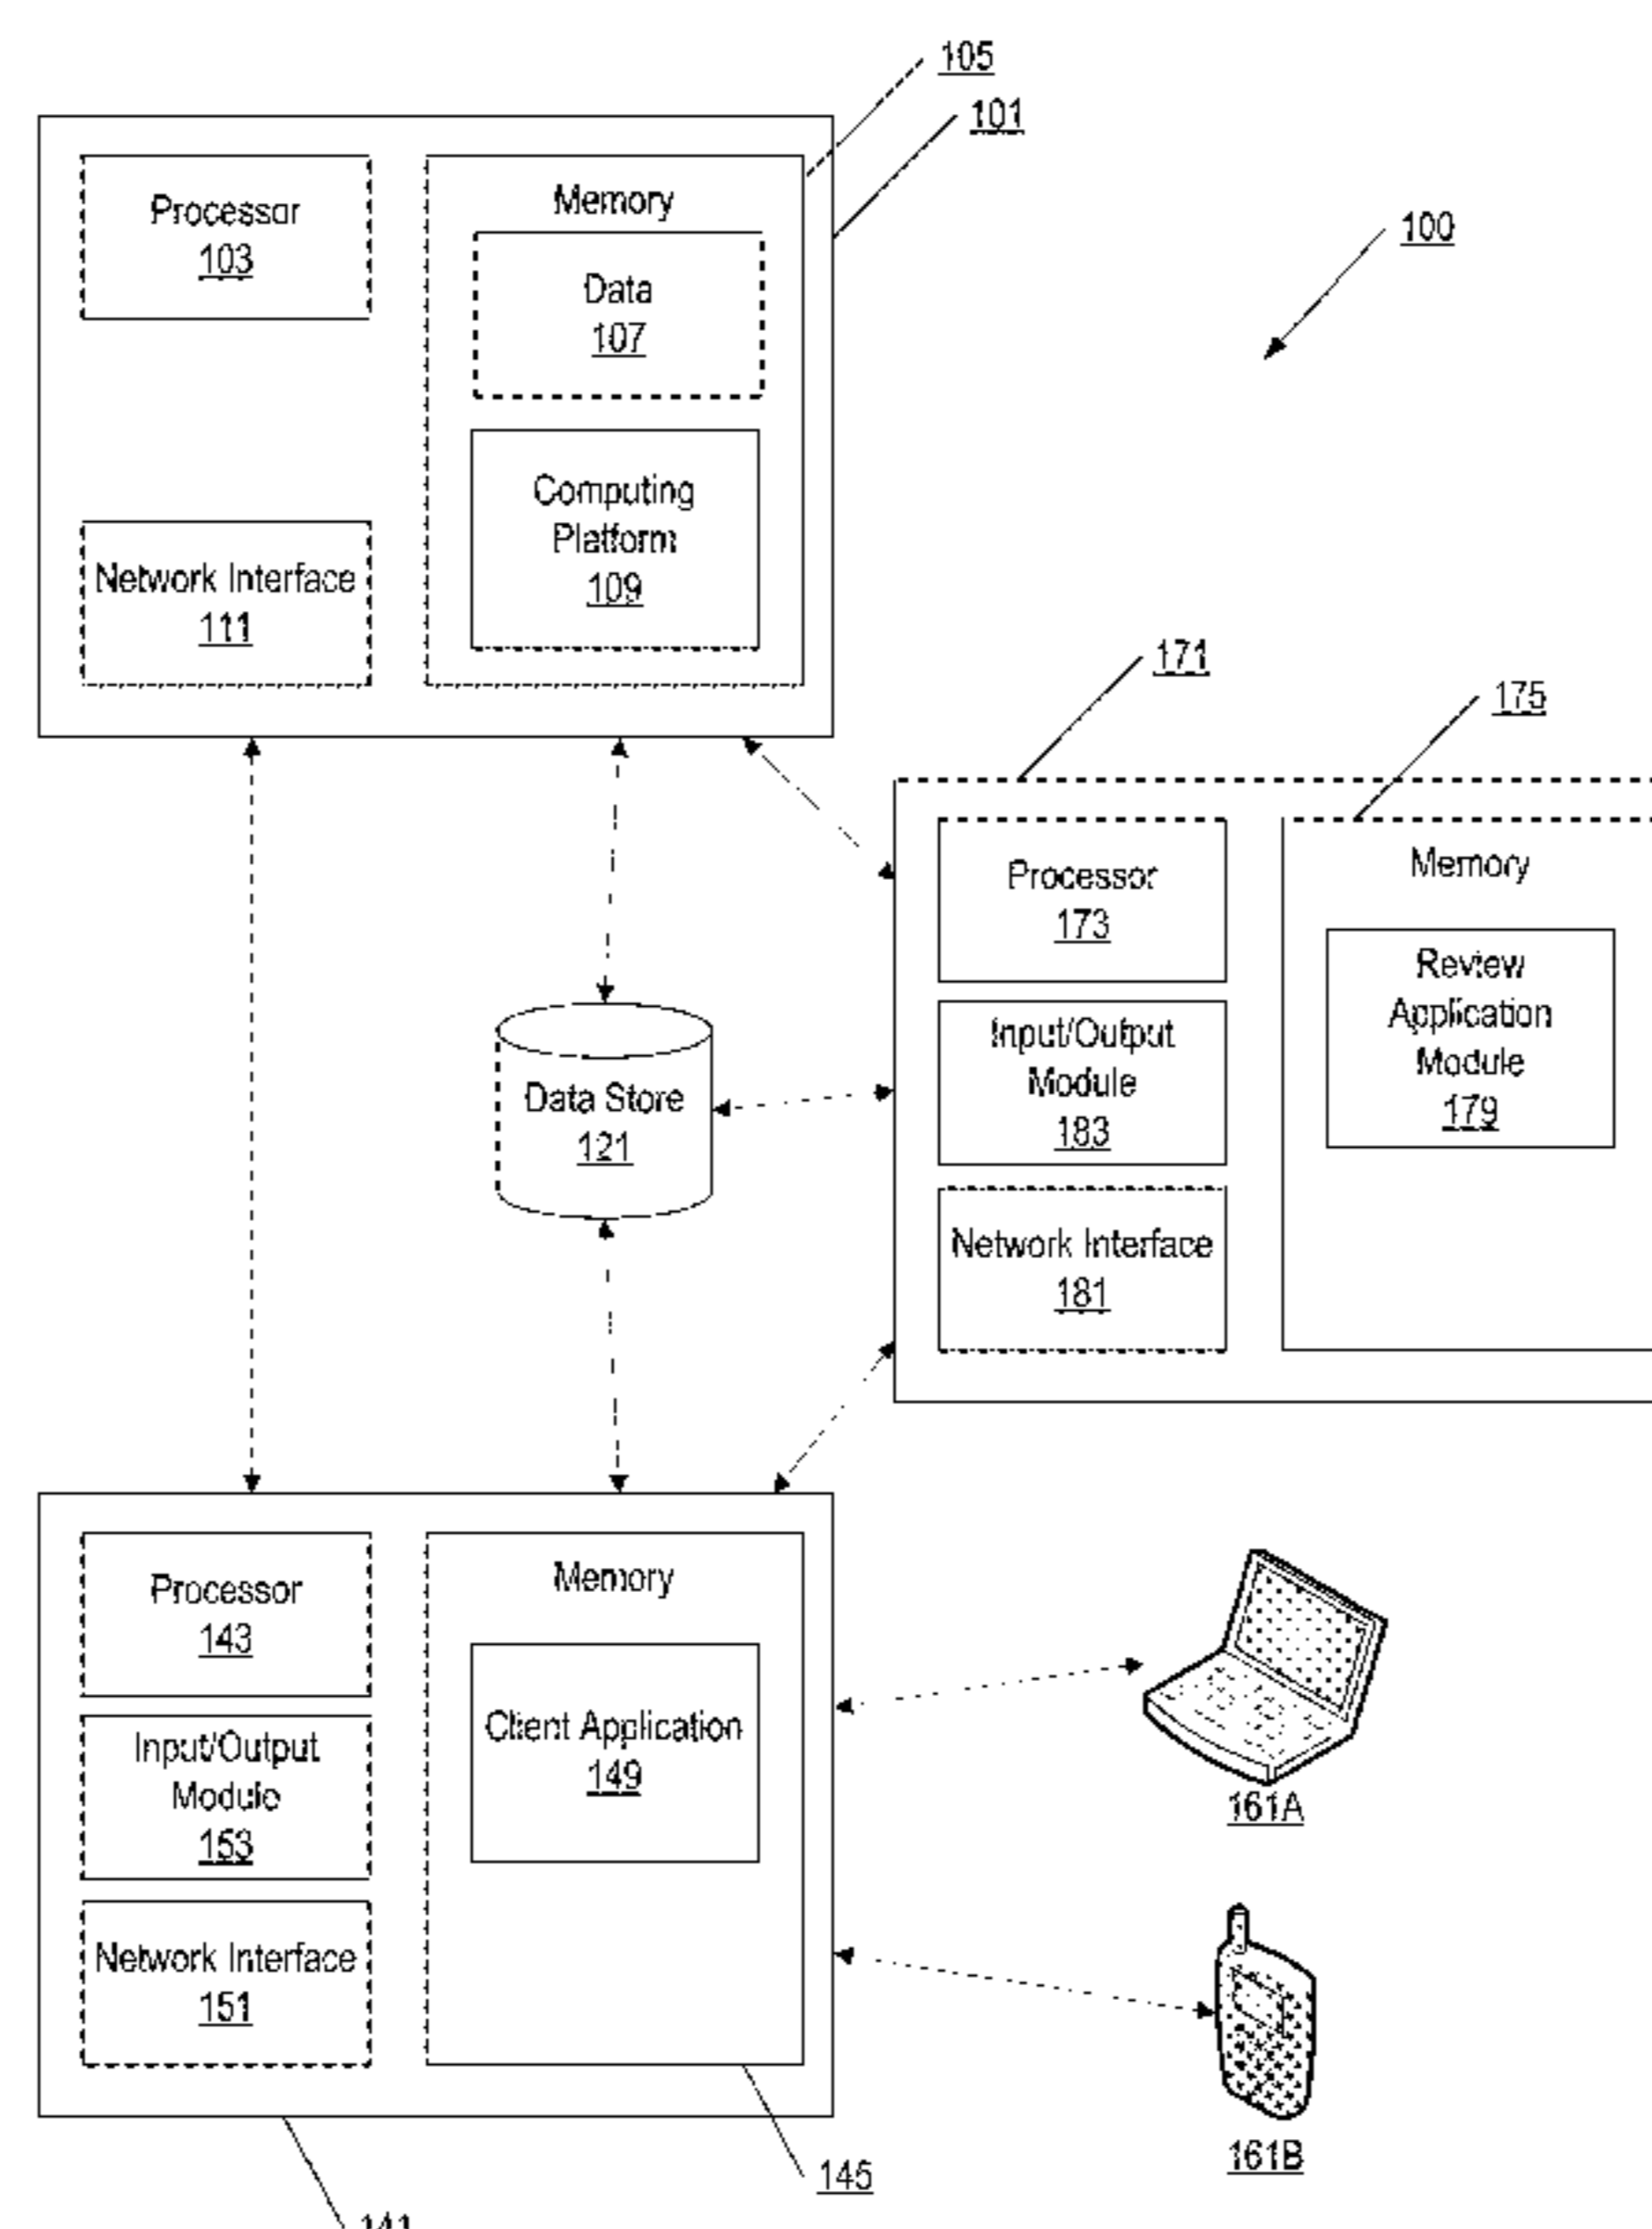 105
101
100
Processor
103
Memory
Data
107
Computing
Platform
109
Network Interface
111
171
175
Processor
173
Memory
Review
Application
Module
179
Input/Output
Module
183
Network Interface
181
Data Store
121
Processor
143
Memory
Client Application
149
Input/Output
Module
153
Network Interface
151
161A
161B
145
141